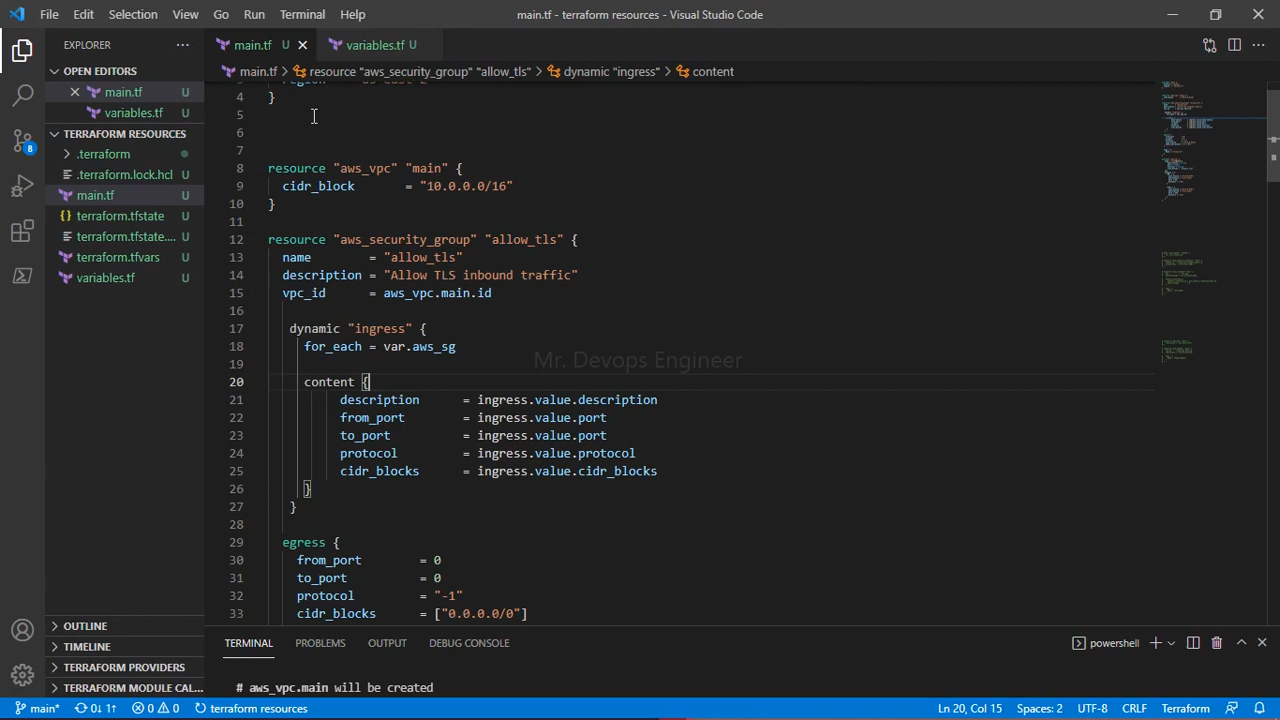 File Edit Selection View Go Run Terminal Help main.tf - terraform resources - Visual Studio Code
EXPLORER
OPEN EDITORS
main.tf
variables.tf
TERRAFORM RESOURCES
.terraform
.terraform.lock.hcl U
main.tf U
terraform.tfstate U
terraform.tfstate.... U
terraform.tfvars U
variables.tf U
OUTLINE
TIMELINE
TERRAFORM PROVIDERS
TERRAFORM MODULE CAL...
8
main.tf U variables.tf U
main.tf > resource "aws_security_group" "allow_tls" > dynamic "ingress" > content
4 }
5
6
7
8 resource "aws_vpc" "main" {
9 cidr_block = "10.0.0.0/16"
10 }
11
12 resource "aws_security_group" "allow_tls" {
13 name = "allow_tls"
14 description = "Allow TLS inbound traffic"
15 vpc_id = aws_vpc.main.id
16
17 dynamic "ingress" {
18 for_each = var.aws_sg
19
20 content {
21 description = ingress.value.description
22 from_port = ingress.value.port
23 to_port = ingress.value.port
24 protocol = ingress.value.protocol
25 cidr_blocks = ingress.value.cidr_blocks
26 }
27 }
28
29 egress {
30 from_port = 0
31 to_port = 0
32 protocol = "-1"
33 cidr_blocks = ["0.0.0.0/0"]
Mr. Devops Engineer
TERMINAL PROBLEMS OUTPUT DEBUG CONSOLE powershell
# aws_vpc.main will be created
main* 0↓ 1↑ 0 0 terraform resources Ln 20, Col 15 Spaces: 2 UTF-8 CRLF Terraform